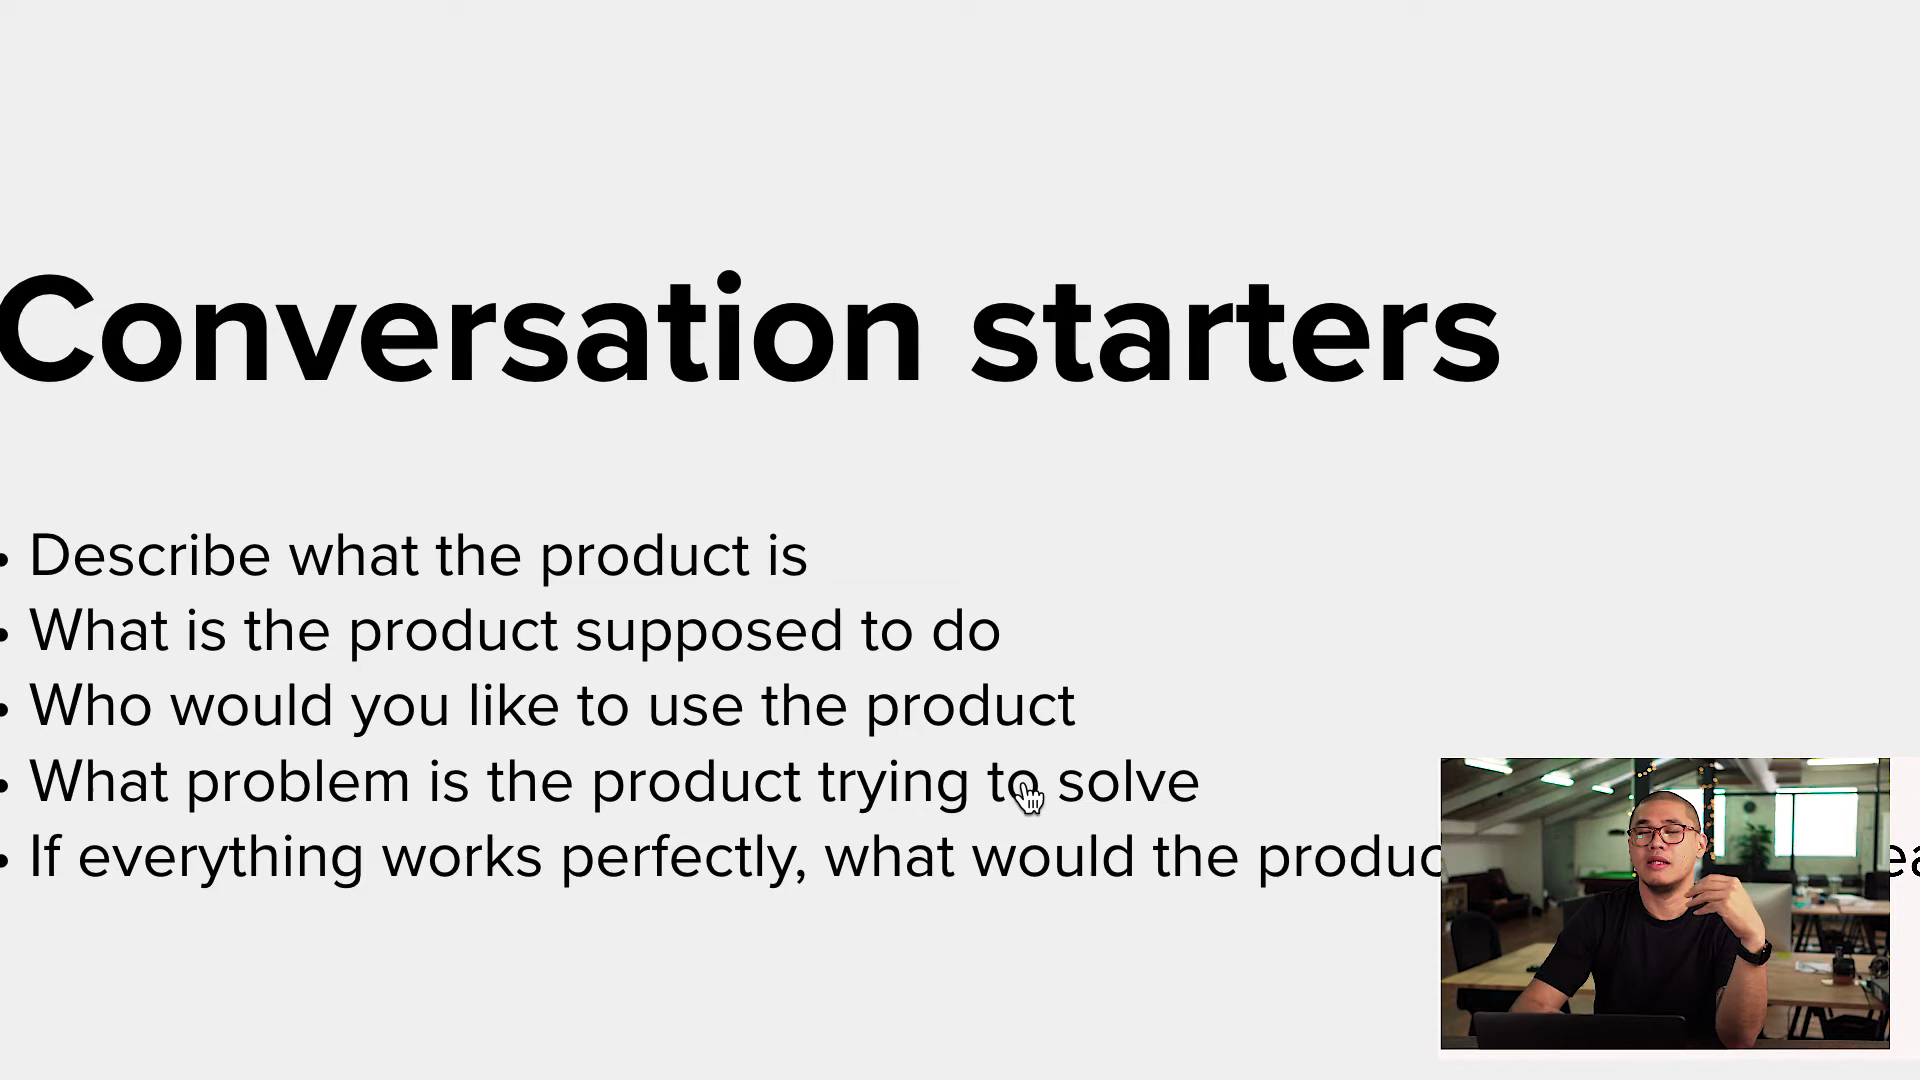 Conversation starters
• Describe what the product is
• What is the product supposed to do
• Who would you like to use the product
• What problem is the product trying to solve
• If everything works perfectly, what would the